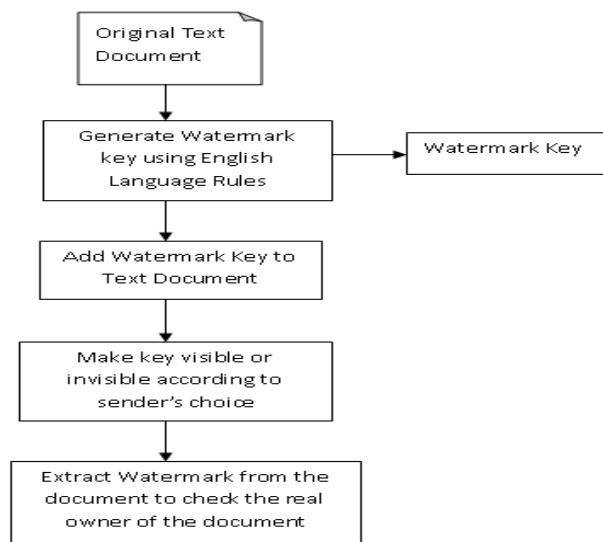 Original Text
Document
Generate Watermark
key using English
Language Rules
Watermark Key
Add Watermark Key to
Text Document
Make key visible or
invisible according to
sender's choice
Extract Watermark from the
document to check the real
owner of the document